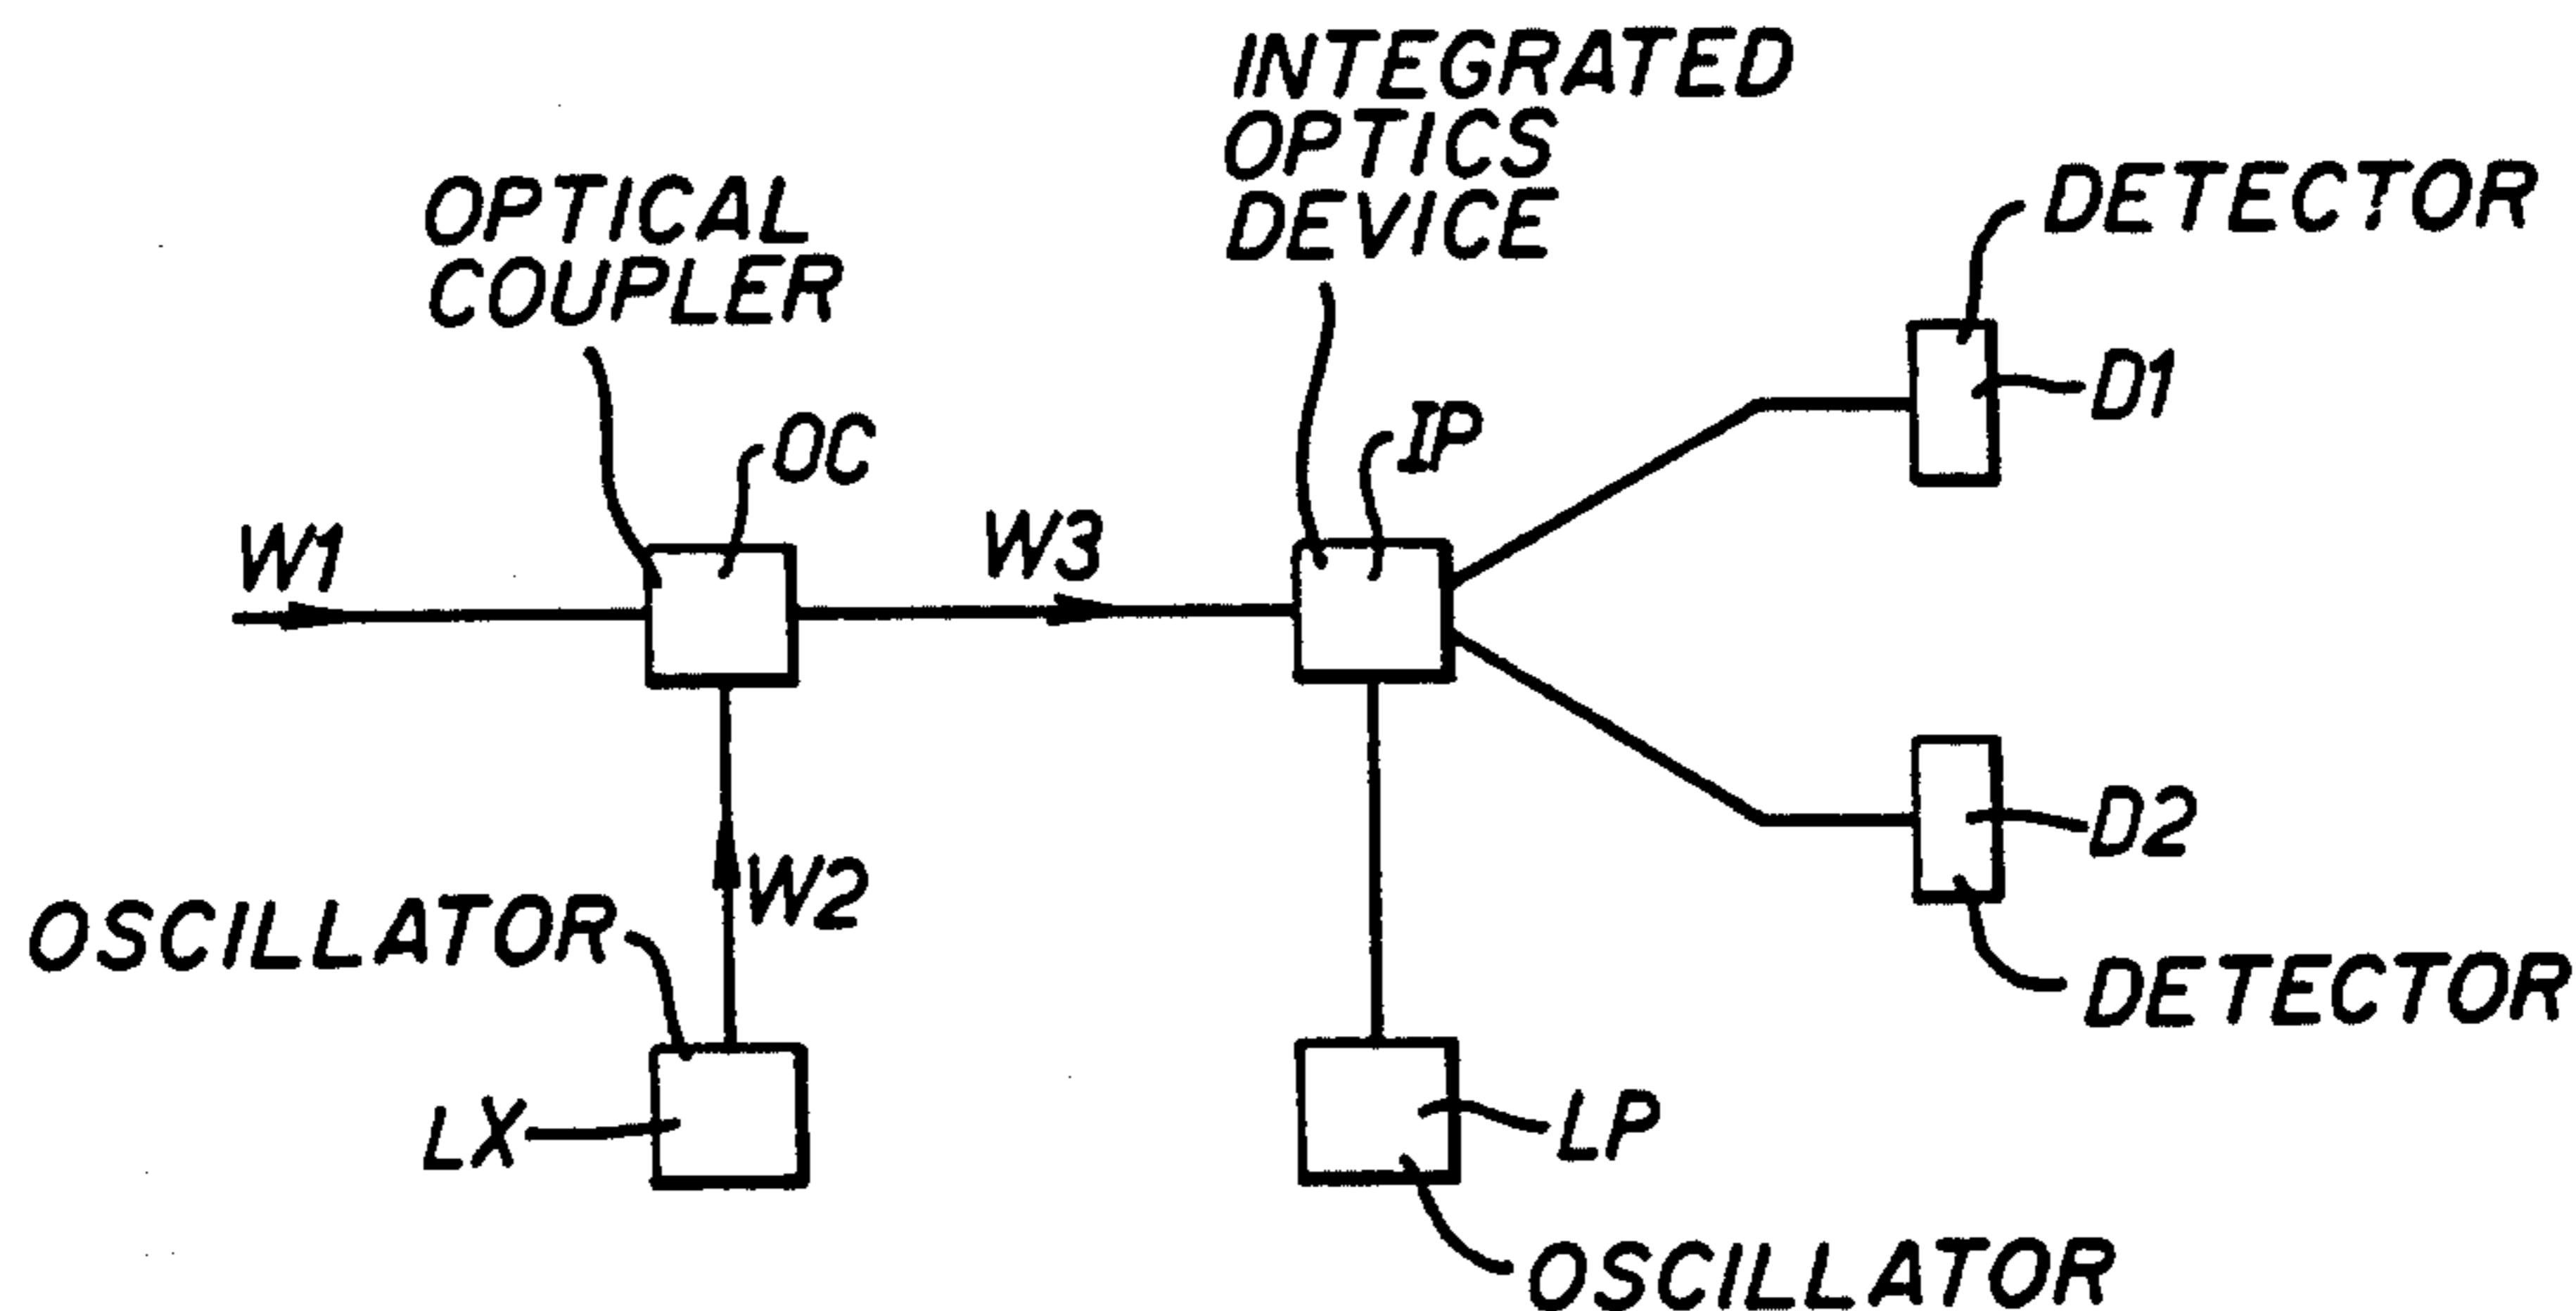 INTEGRATED
OPTICS
DEVICE
OPTICAL
COUPLER
DETECTOR
D1
OC
IP
W1
W3
W2
D2
OSCILLATOR
DETECTOR
LX
LP
OSCILLATOR